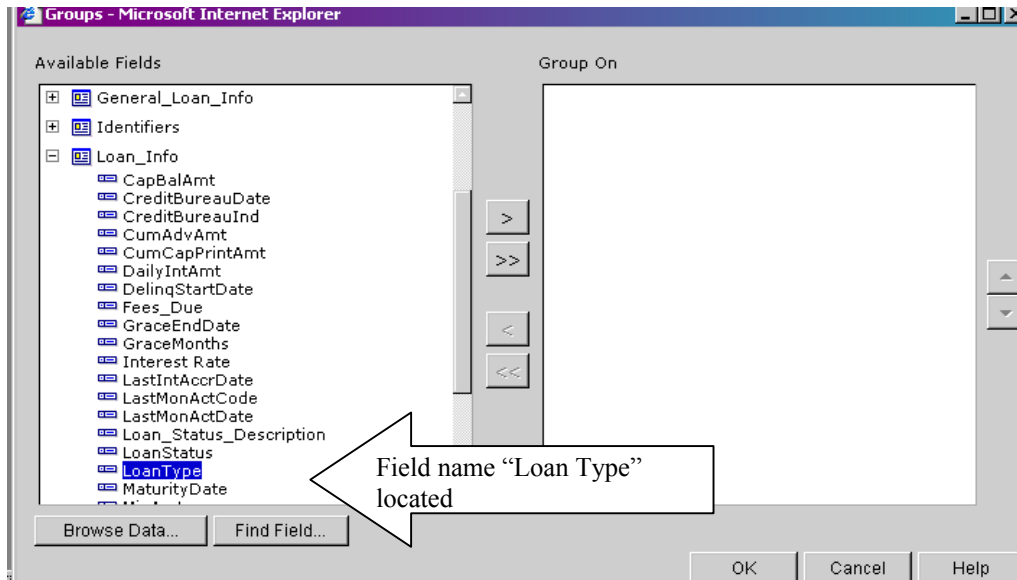 Groups - Microsoft Internet Explorer
Available Fields
Group On
General_Loan_Info
Identifiers
Loan_Info
CapBalAmt
CreditBureauDate
CreditBureauInd
CumAdvAmt
CumCapPrintAmt
DailyIntAmt
DelinqStartDate
Fees_Due
GraceEndDate
GraceMonths
Interest Rate
LastIntAccrDate
LastMonActCode
LastMonActDate
Loan_Status_Description
LoanStatus
LoanType
MaturityDate
>
>>
<
<<
Field name “Loan Type”
located
Browse Data...
Find Field...
OK
Cancel
Help